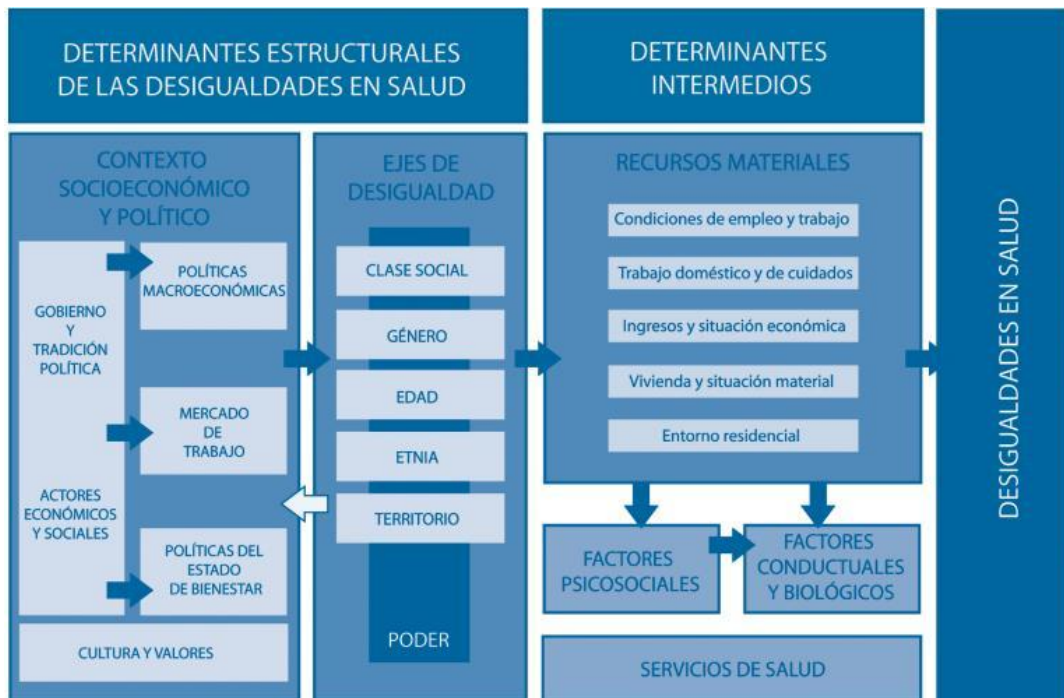 DETERMINANTES ESTRUCTURALES
DE LAS DESIGUALDADES EN SALUD
DETERMINANTES
INTERMEDIOS
CONTEXTO
SOCIOECONÓMICO
Y POLÍTICO
GOBIERNO
Y
TRADICIÓN
POLÍTICA
ACTORES
ECONÓMICOS
Y SOCIALES
POLÍTICAS
MACROECONÓMICAS
MERCADO
DE
TRABAJO
POLÍTICAS DEL
ESTADO
DE BIENESTAR
CULTURA Y VALORES
EJES DE
DESIGUALDAD
CLASE SOCIAL
GÉNERO
EDAD
ETNIA
TERRITORIO
PODER
RECURSOS MATERIALES
Condiciones de empleo y trabajo
Trabajo doméstico y de cuidados
Ingresos y situación económica
Vivienda y situación material
Entorno residencial
FACTORES
PSICOSOCIALES
FACTORES
CONDUCTUALES
Y BIOLÓGICOS
SERVICIOS DE SALUD
DESIGUALDADES EN SALUD